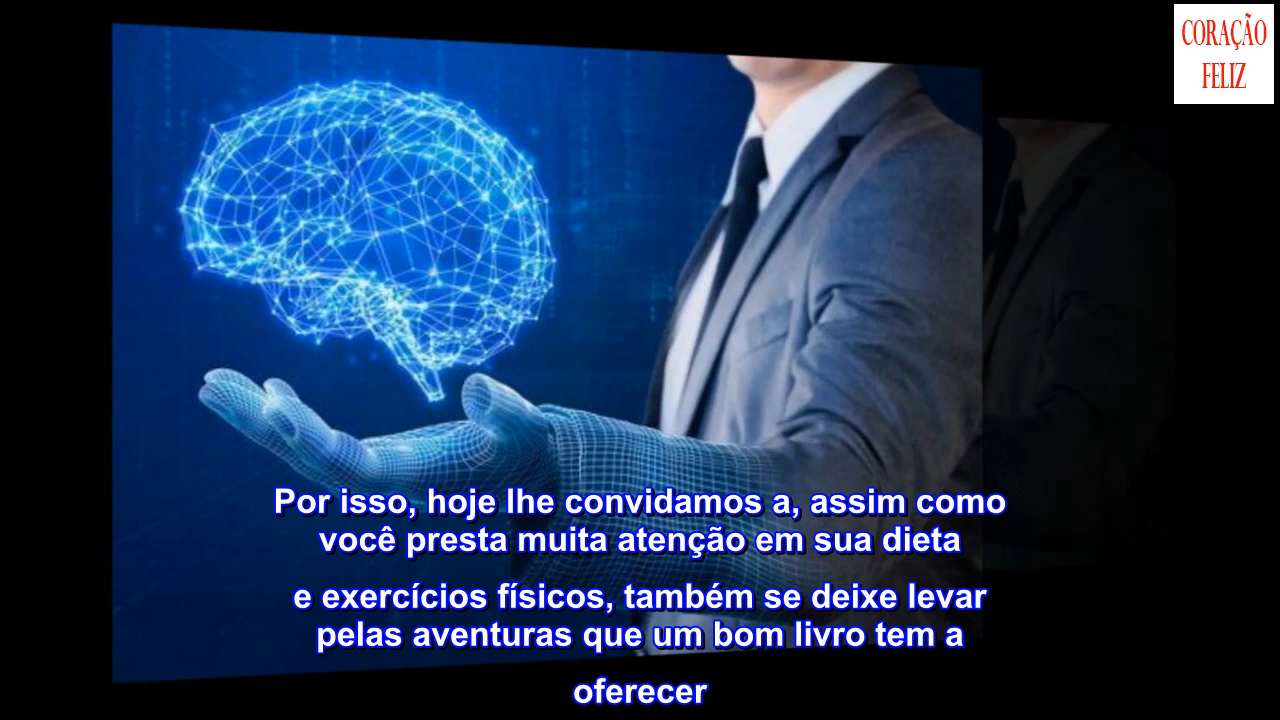 CORAÇÃO
FELIZ
Por isso, hoje lhe convidamos a, assim como
você presta muita atenção em sua dieta
e exercícios físicos, também se deixe levar
pelas aventuras que um bom livro tem a
oferecer